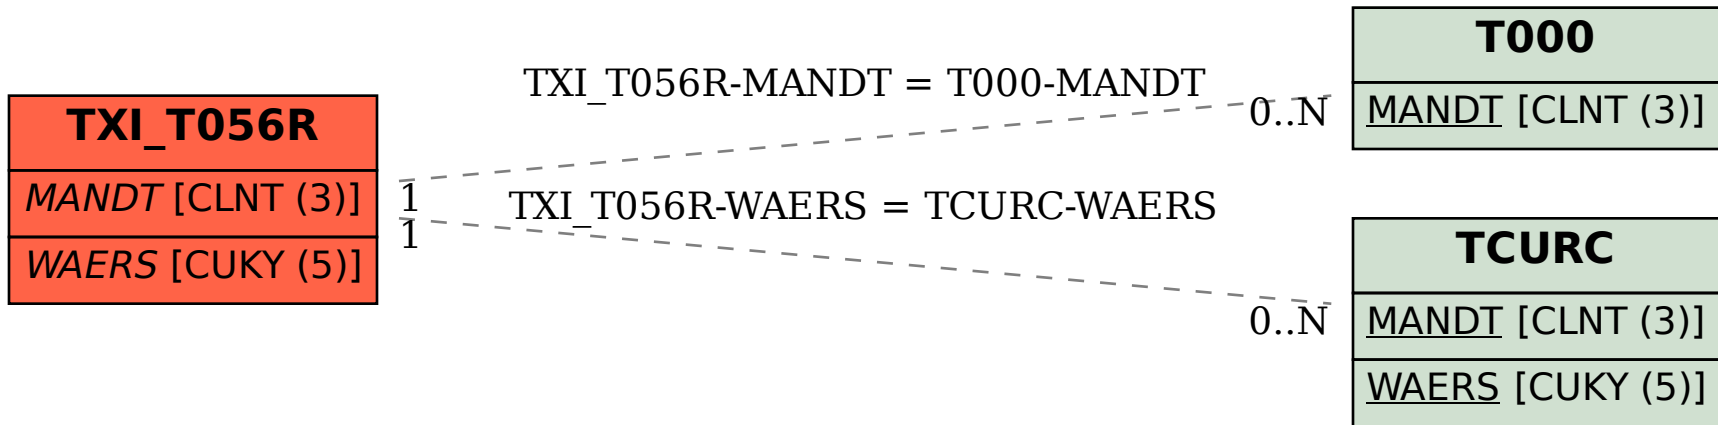 TXI_T056R
MANDT [CLNT (3)]
WAERS [CUKY (5)]
TXI_T056R-MANDT = T000-MANDT
1
0..N
TXI_T056R-WAERS = TCURC-WAERS
1
0..N
T000
MANDT [CLNT (3)]
TCURC
MANDT [CLNT (3)]
WAERS [CUKY (5)]